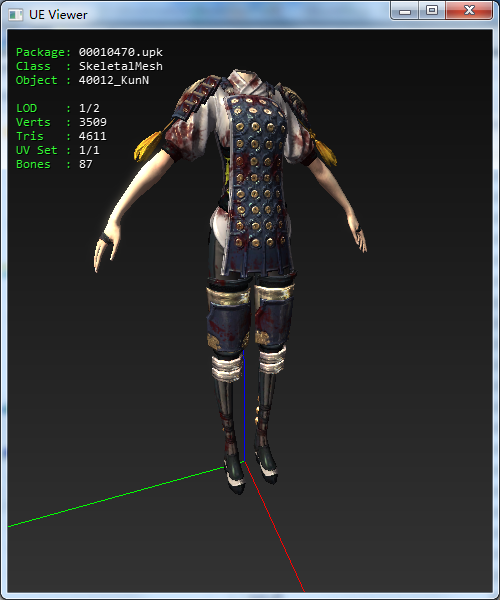 UE Viewer
Package: 00010470.upk
Class : SkeletalMesh
Object : 40012_KunN
LOD : 1/2
Verts : 3509
Tris : 4611
UV Set : 1/1
Bones : 87